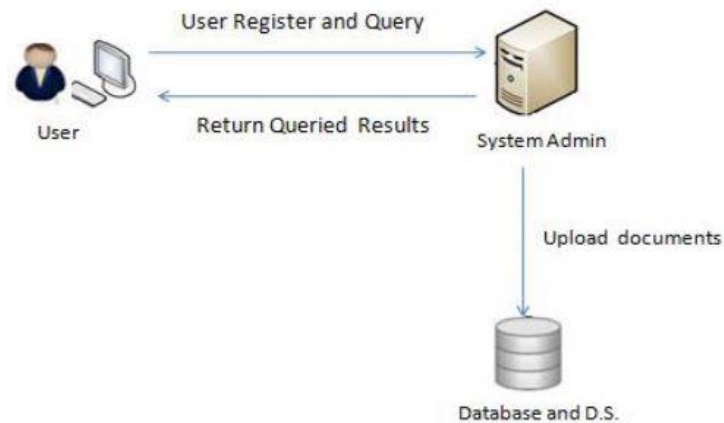 User Register and Query
Return Queried Results
User
System Admin
Upload documents
Database and D.S.